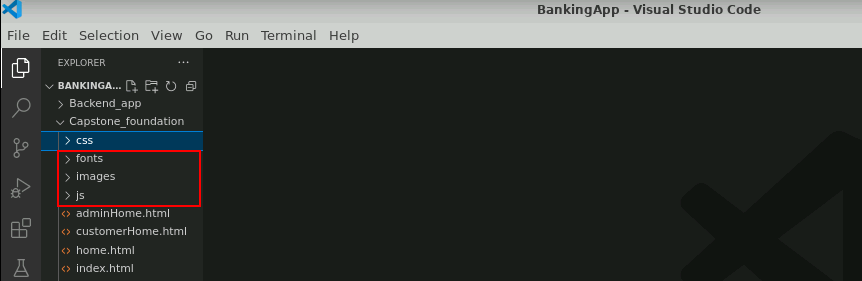 BankingApp - Visual Studio Code
File Edit Selection View Go Run Terminal Help
EXPLORER ...
BANKINGA...
Backend_app
Capstone_foundation
css
fonts
images
js
adminHome.html
customerHome.html
home.html
index.html